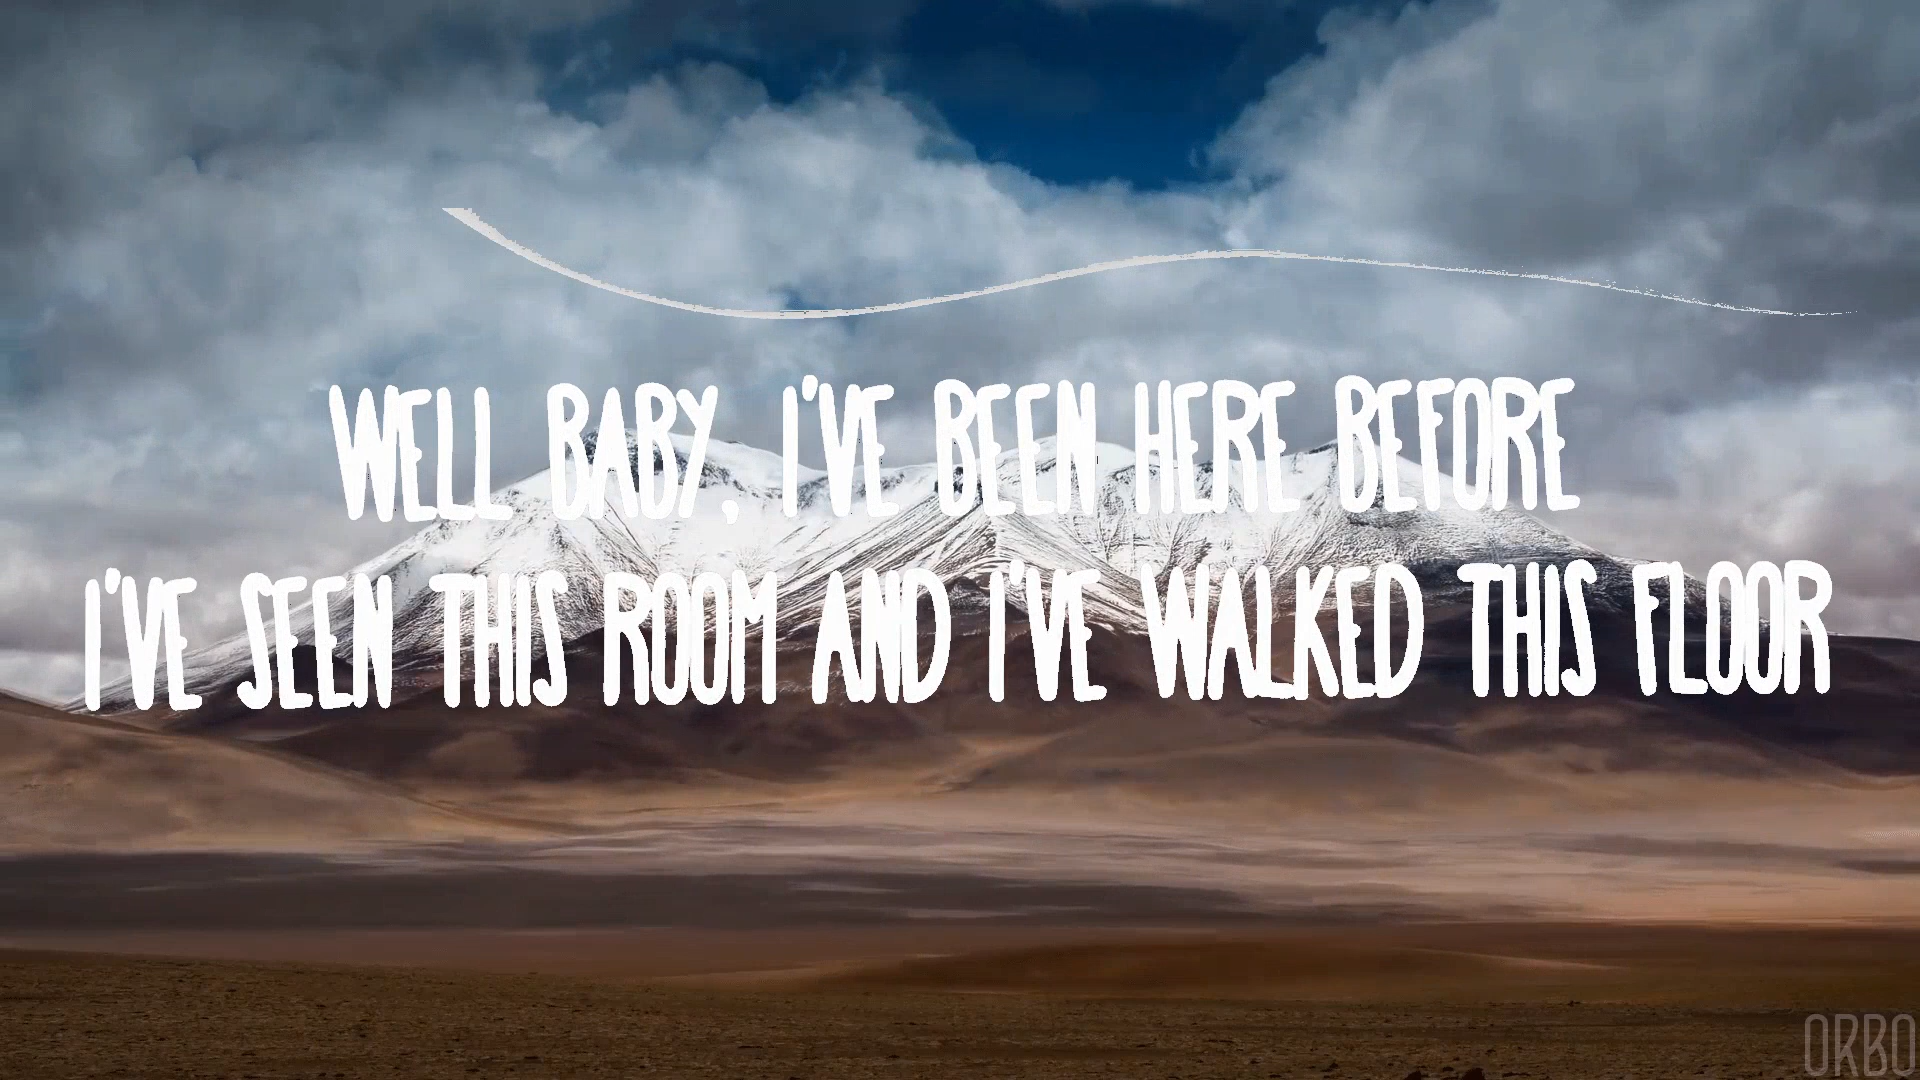 WELL BABY, I'VE BEEN HERE BEFORE
I'VE SEEN THIS ROOM AND I'VE WALKED THIS FLOOR
ORBO